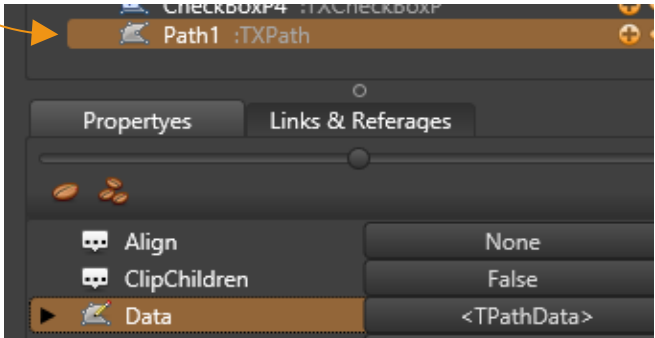 CheckBoxP4 :TXCheckBoxP
Path1 :TXPath
Propertyes Links & Referages
Align None
ClipChildren False
Data <TPathData>